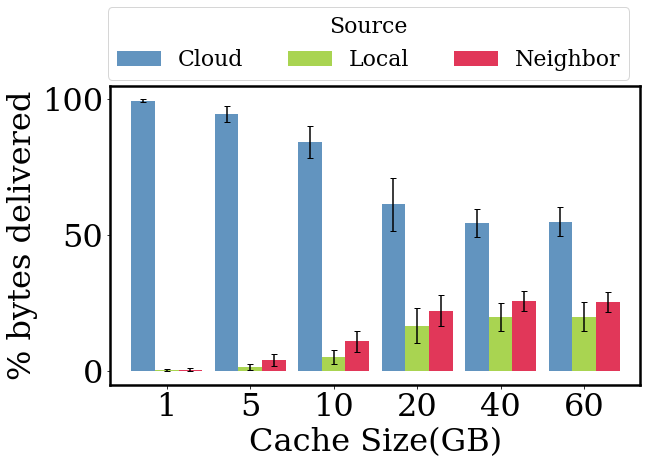 Source
Cloud Local Neighbor
% bytes delivered
100
50
0
1 5 10 20 40 60
Cache Size(GB)